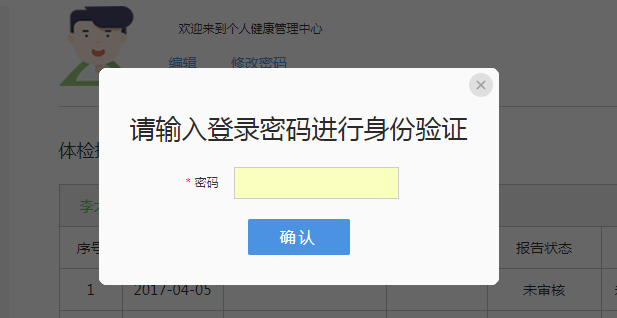 欢迎来到个人健康管理中心
编辑 修改密码
×
请输入登录密码进行身份验证
体检
* 密码
李
确认
序号 报告状态
1 2017-04-05 未审核